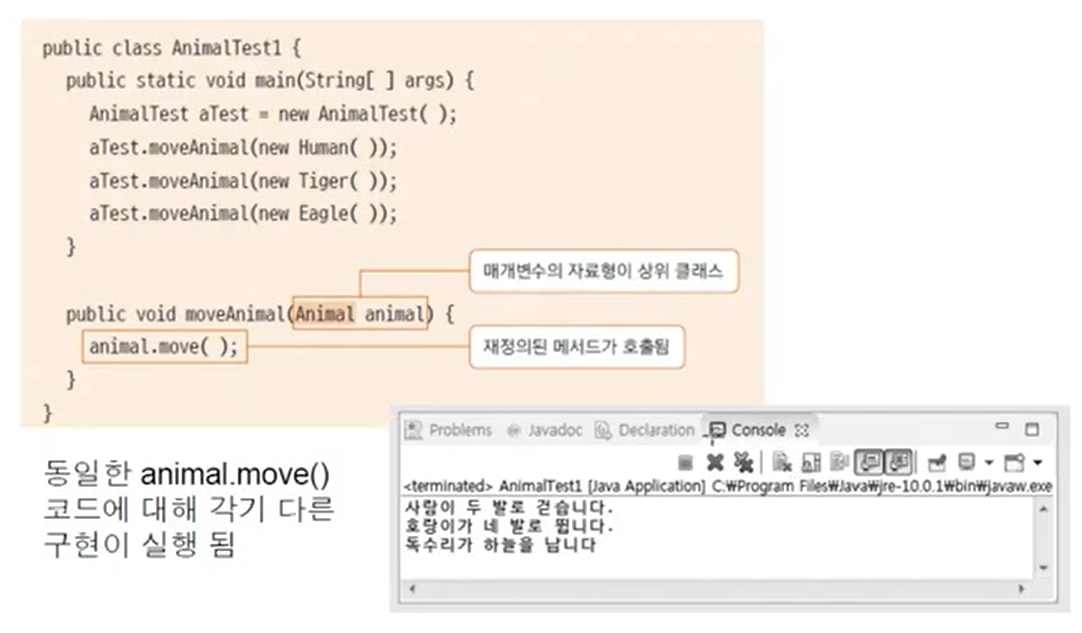 public class AnimalTest1 {
public static void main(String[ ] args) {
AnimalTest aTest = new AnimalTest( );
aTest.moveAnimal(new Human( ));
aTest.moveAnimal(new Tiger( ));
aTest.moveAnimal(new Eagle( ));
}
매개변수의 자료형이 상위 클래스
public void moveAnimal(Animal animal) {
animal.move( );
재정의된 메서드가 호출됨
}
}
동일한 animal.move()
코드에 대해 각기 다른
구현이 실행 됨
Problems @ Javadoc Declaration Console
<terminated> AnimalTest1 [Java Application] C:₩Program Files₩Java₩jre-10.0.1₩bin₩javaw.exe
사람이 두 발로 걷습니다.
호랑이가 네 발로 뜁니다.
독수리가 하늘을 납니다